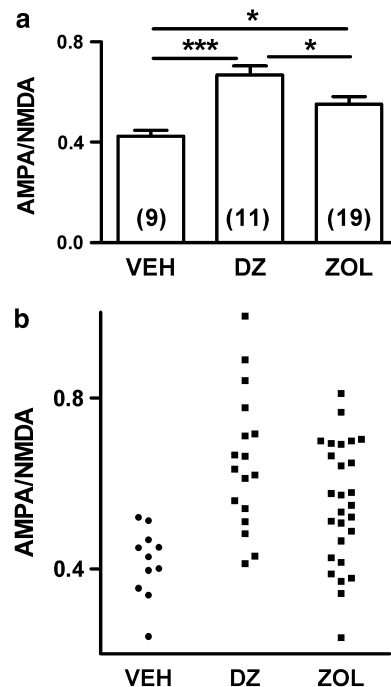 a
*
*** *
0.8
AMPA/NMDA
0.4
(9) (11) (19)
0.0
VEH DZ ZOL
b
0.8
AMPA/NMDA
0.4
VEH DZ ZOL